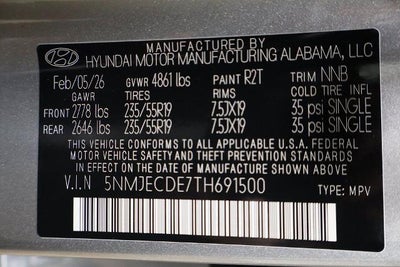 MANUFACTURED BY
HYUNDAI MOTOR MANUFACTURING ALABAMA, LLC
Feb/05/26 GVWR 4861 lbs PAINT R2T TRIM NNB
GAWR TIRES RIMS COLD TIRE INFL
FRONT 2778 lbs 235/55R19 7.5JX19 35 psi SINGLE
REAR 2646 lbs 235/55R19 7.5JX19 35 psi SINGLE
THIS VEHICLE CONFORMS TO ALL APPLICABLE U.S.A. FEDERAL
MOTOR VEHICLE SAFETY AND THEFT PREVENTION STANDARDS
IN EFFECT ON THE DATE OF MANUFACTURE SHOWN ABOVE
V.I.N 5NMJECDE7TH691500 TYPE: MPV